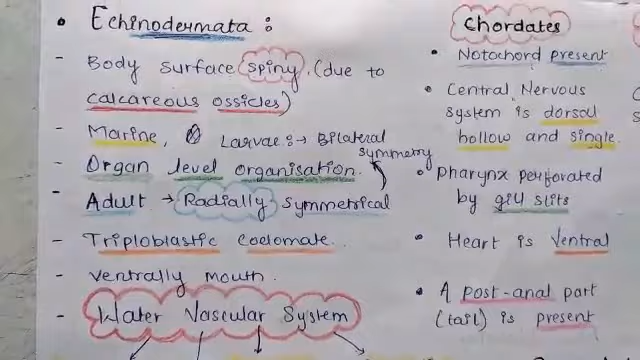 • Echinodermata :
- Body surface spiny (due to
calcareous ossicles)
- Marine, Larvae :→ Bilateral
symmetry
- Organ level organisation.
- Adult → Radially symmetrical
- Triploblastic coelomate.
- ventrally mouth.
- Water Vascular System
Chordates
• Notochord present
• Central Nervous
system is dorsal
hollow and single.
• pharynx perforated
by gill slits
• Heart is Ventral
• A post-anal part
(tail) is present